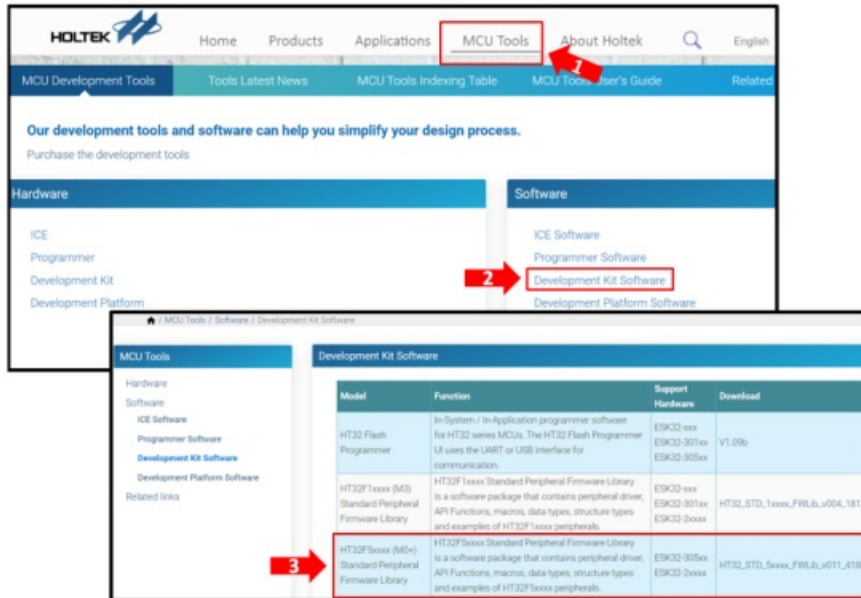 HOLTEK
Home Products Applications MCU Tools About Holtek English
1
MCU Development Tools Tools Latest News MCU Tools Indexing Table MCU Tools User's Guide Related
Our development tools and software can help you simplify your design process.
Purchase the development tools
Hardware Software
ICE ICE Software
Programmer Programmer Software
Development Kit 2 Development Kit Software
Development Platform Development Platform Software
/ MCU Tools / Software / Development Kit Software
MCU Tools Development Kit Software
Hardware
Software
ICE Software
Programmer Software
Development Kit Software
Development Platform Software
Related links
Model Function Support Hardware Download
HT32 Flash Programmer
In-System / In-Application programmer software
for HT32 series MCUs. The HT32 Flash Programmer
UI uses the UART or USB interface for
communication.
ESK32-xxx
ESK32-301xx
ESK32-305xx
V1.09b
HT32F1xxxx (M3)
Standard Peripheral
Firmware Library
HT32F1xxxx Standard Peripheral Firmware Library
is a software package that contains peripheral driver,
API Functions, macros, data types, structure types
and examples of HT32F1xxxx peripherals.
ESK32-xxx
ESK32-301xx
ESK32-2xxxx
HT32_STD_1xxxx_FWLib_v004_181
3
HT32F5xxxx (M0+)
Standard Peripheral
Firmware Library
HT32F5xxxx Standard Peripheral Firmware Library
is a software package that contains peripheral driver,
API Functions, macros, data types, structure types
and examples of HT32F5xxxx peripherals.
ESK32-305xx
ESK32-2xxxx
HT32_STD_5xxxx_FWLib_v011_418